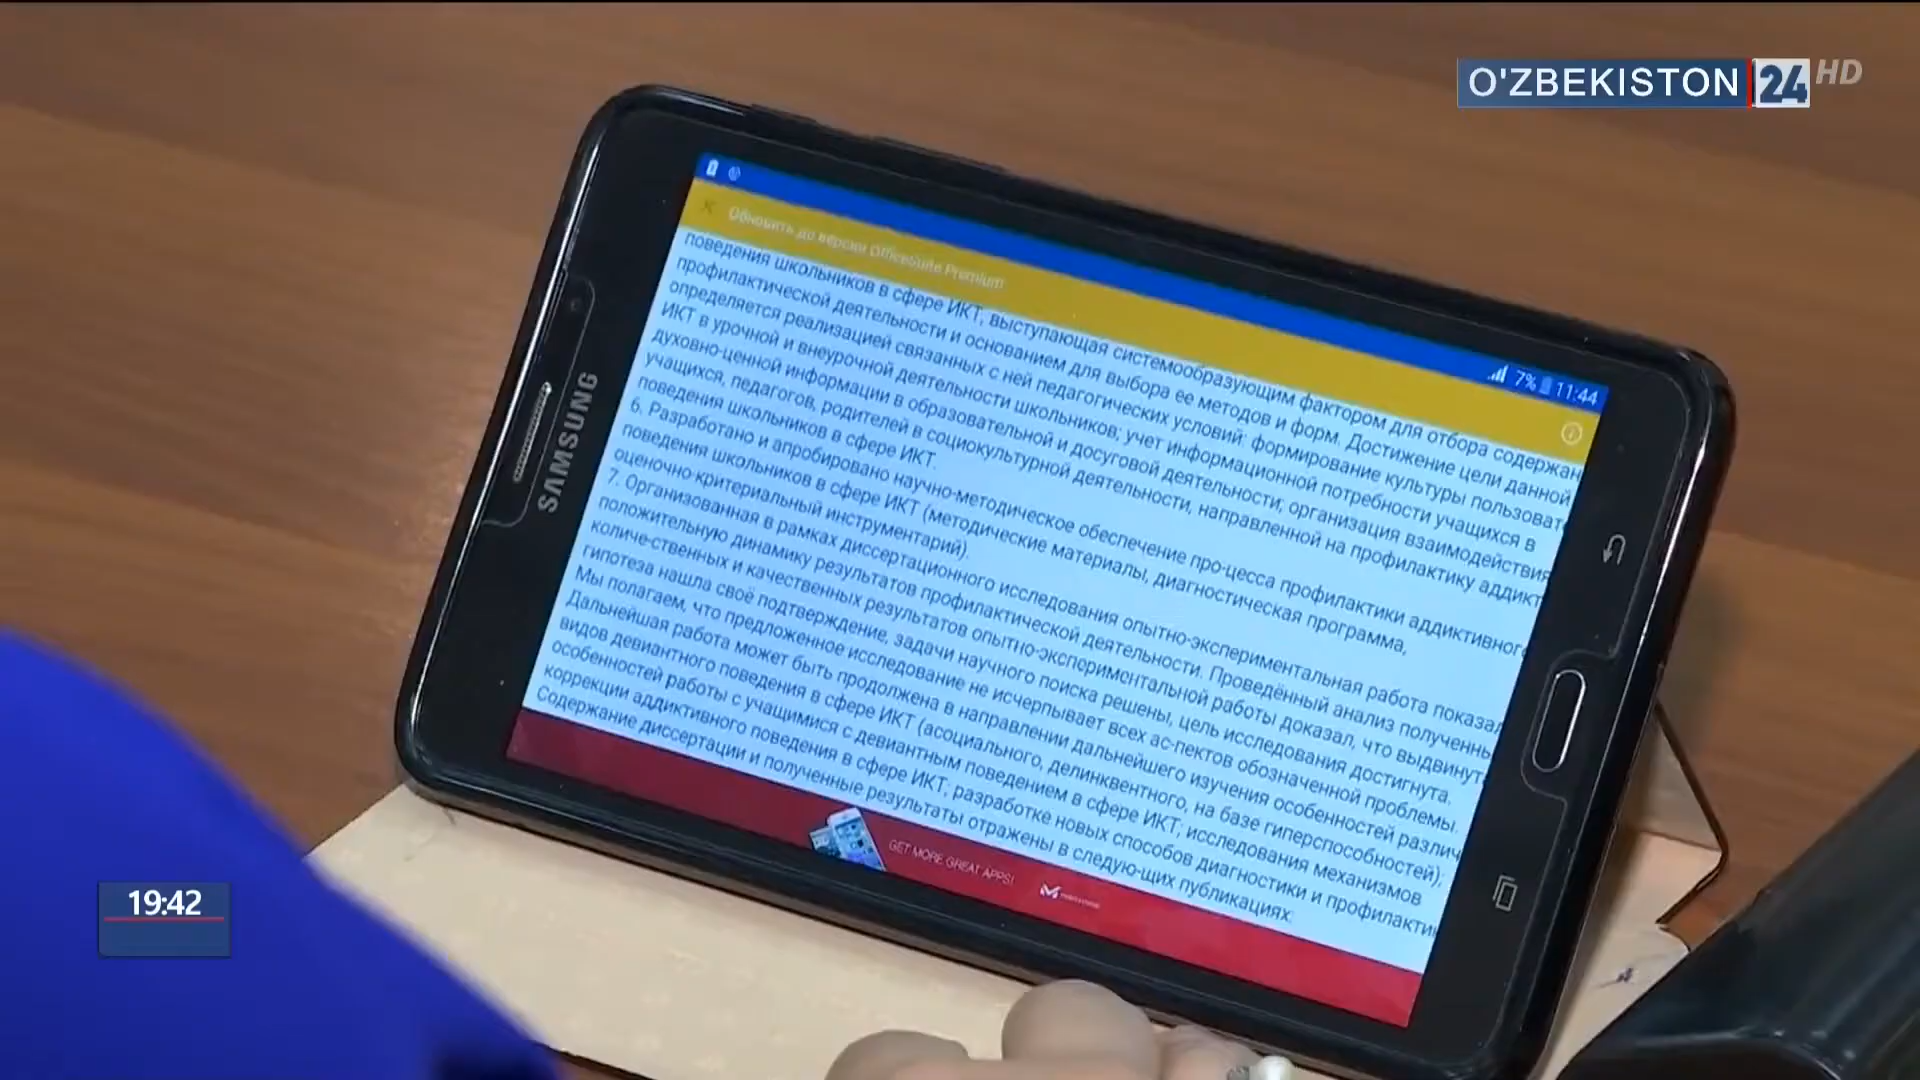 O'ZBEKISTON 24 HD
7% 11:44
Обновить до версии OfficeSuite Premium
поведения школьников в сфере ИКТ, выступающая системообразующим фактором для отбора содержан
профилактической деятельности и основанием для выбора ее методов и форм. Достижение цели данной
определяется реализацией связанных с ней педагогических условий: формирование культуры пользоват
ИКТ в урочной и внеурочной деятельности школьников; учет информационной потребности учащихся в
духовно-ценной информации в образовательной и досуговой деятельности; организация взаимодействия
учащихся, педагогов, родителей в социокультурной деятельности, направленной на профилактику аддикт
поведения школьников в сфере ИКТ.
6. Разработано и апробировано научно-методическое обеспечение про-цесса профилактики аддиктивного
поведения школьников в сфере ИКТ (методические материалы, диагностическая программа,
оценочно-критериальный инструментарий).
7. Организованная в рамках диссертационного исследования опытно-экспериментальная работа показал
положительную динамику результатов профилактической деятельности. Проведённый анализ полученны
количе-ственных и качественных результатов опытно-экспериментальной работы доказал, что выдвинут
гипотеза нашла своё подтверждение, задачи научного поиска решены, цель исследования достигнута.
Мы полагаем, что предложенное исследование не исчерпывает всех ас-пектов обозначенной проблемы.
Дальнейшая работа может быть продолжена в направлении дальнейшего изучения особенностей различ
видов девиантного поведения в сфере ИКТ (асоциального, делинквентного, на базе гиперспособностей);
особенностей работы с учащимися с девиантным поведением в сфере ИКТ; исследования механизмов
коррекции аддиктивного поведения в сфере ИКТ; разработке новых способов диагностики и профилактик
Содержание диссертации и полученные результаты отражены в следую-щих публикациях:
GET MORE GREAT APPS!
SAMSUNG
19:42